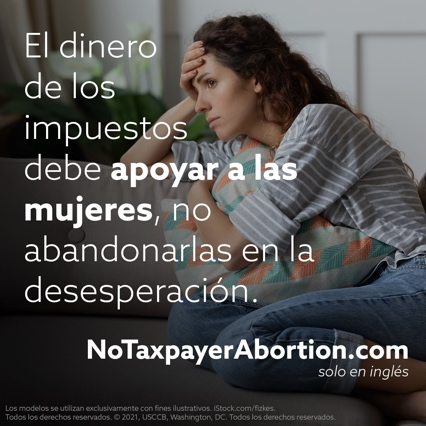 El dinero
de los
impuestos
debe apoyar a las
mujeres, no
abandonarlas en la
desesperación.
NoTaxpayerAbortion.com
solo en inglés
Los modelos se utilizan exclusivamente con fines ilustrativos. iStock.com/fizkes.
Todos los derechos reservados. © 2021, USCCB, Washington, DC. Todos los derechos reservados.